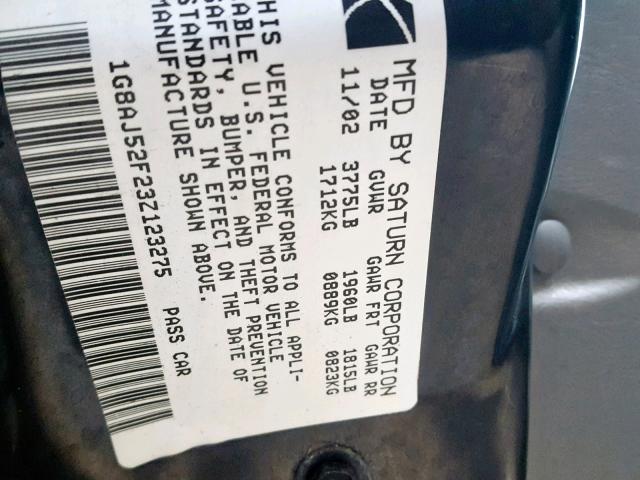 MFD BY SATURN CORPORATION
DATE GVWR GAWR FRT GAWR RR
11/02 3775LB 1960LB 1815LB
1712KG 0889KG 0823KG
THIS VEHICLE CONFORMS TO ALL APPLI-
CABLE U.S. FEDERAL MOTOR VEHICLE
SAFETY, BUMPER, AND THEFT PREVENTION
STANDARDS IN EFFECT ON THE DATE OF
MANUFACTURE SHOWN ABOVE.
1G8AJ52F23Z123275 PASS CAR